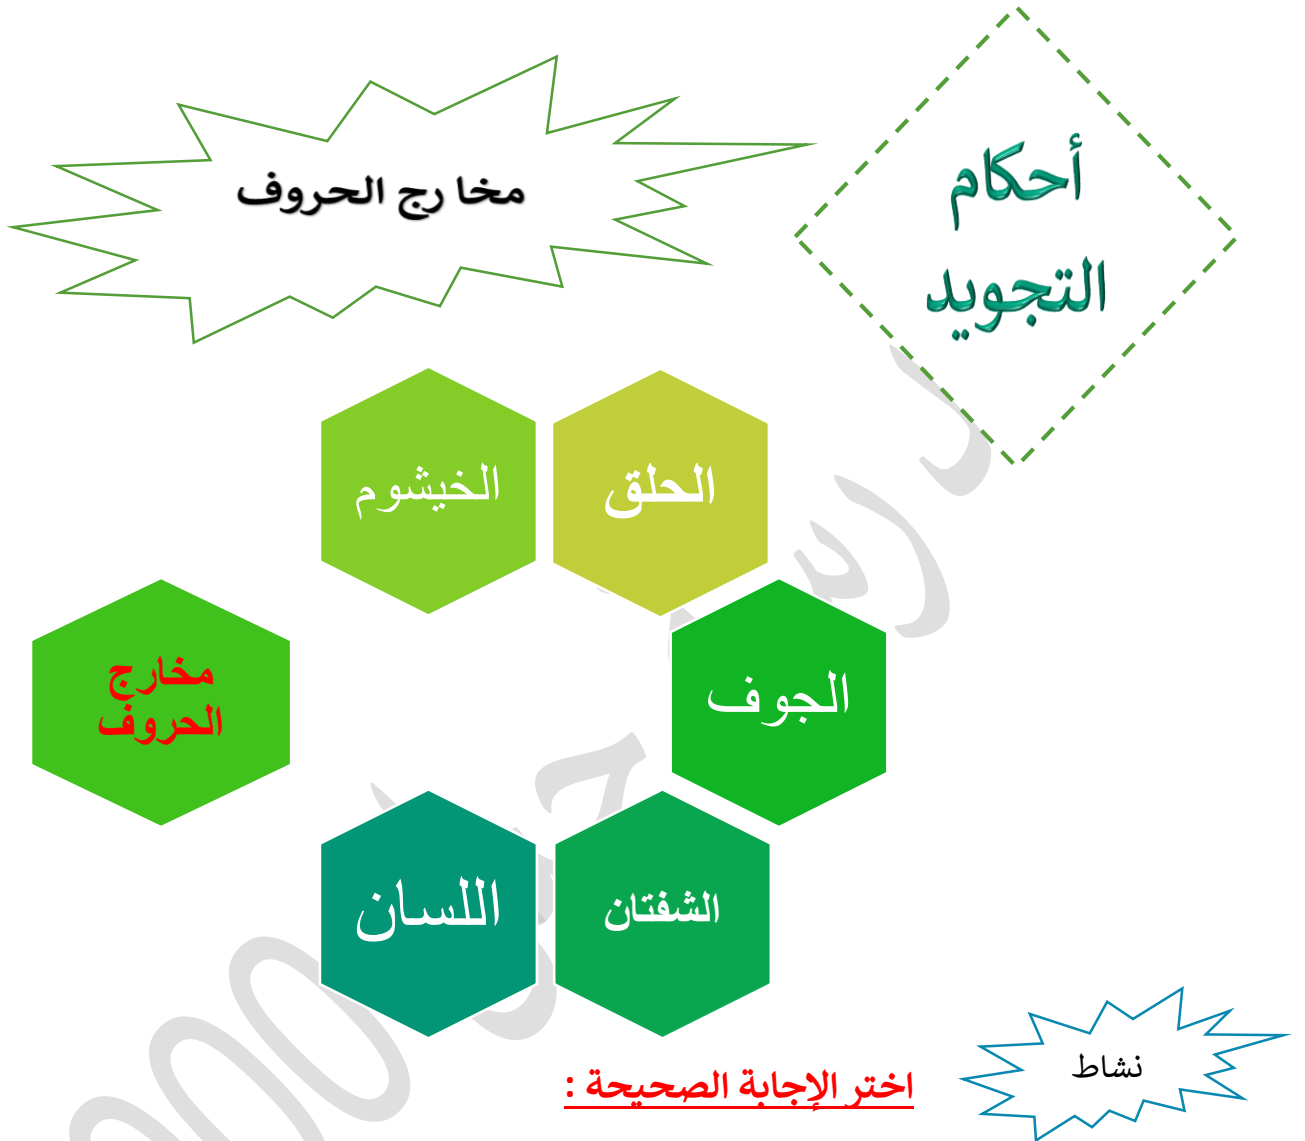 أحكام
التجويد
مخا رج الحروف
الحلق
الخيشوم
الجوف
مخارج
الحروف
الشفتان
اللسان
نشاط
اختر الإجابة الصحيحة :